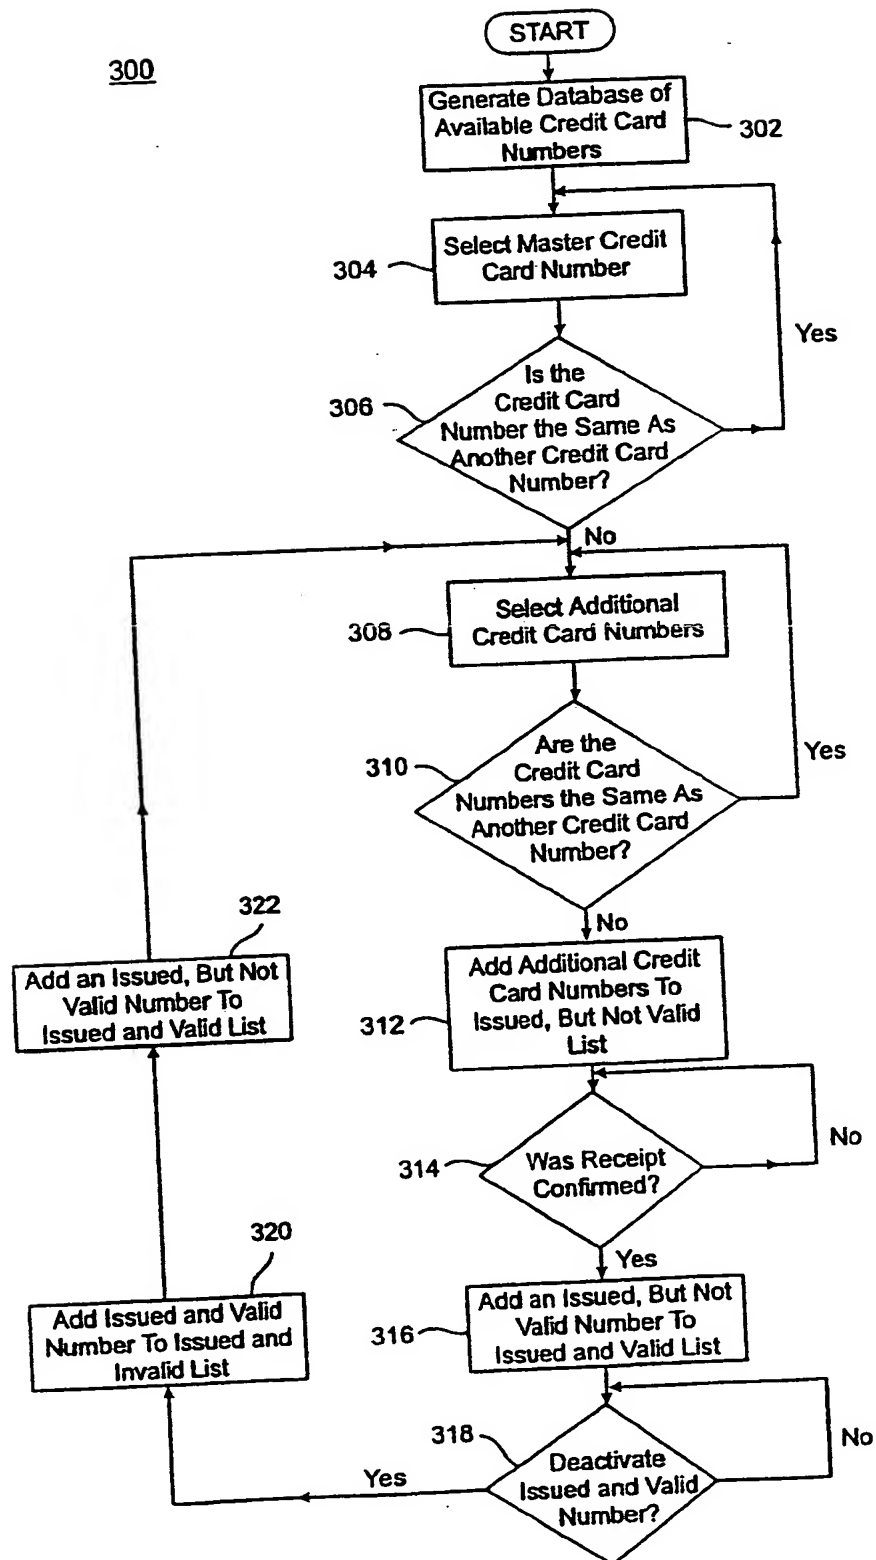 START
300
Generate Database of
Available Credit Card
Numbers
302
Select Master Credit
Card Number
304
Yes
Is the
Credit Card
Number the Same As
Another Credit Card
Number?
306
No
Select Additional
Credit Card Numbers
308
Yes
Are the
Credit Card
Numbers the Same As
Another Credit Card
Number?
310
No
322
Add an Issued, But Not
Valid Number To
Issued and Valid List
Add Additional Credit
Card Numbers To
Issued, But Not Valid
List
312
No
Was Receipt
Confirmed?
314
Yes
320
Add Issued and Valid
Number To Issued and
Invalid List
Add an Issued, But Not
Valid Number To
Issued and Valid List
316
318
No
Yes
Deactivate
Issued and Valid
Number?